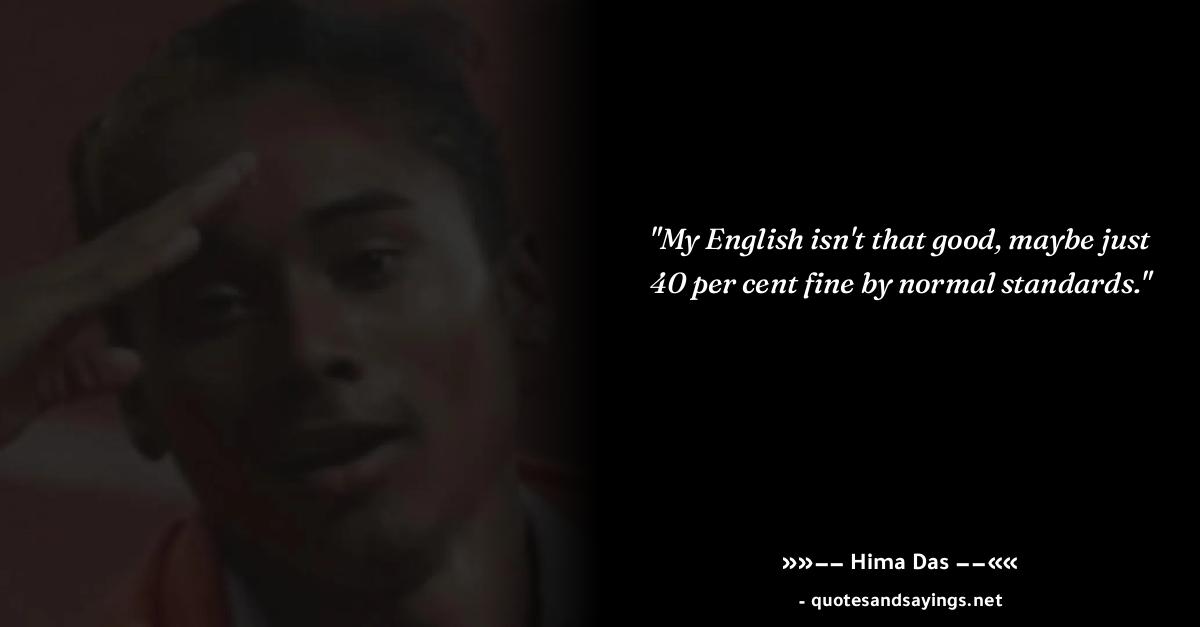 "My English isn't that good, maybe just
40 per cent fine by normal standards."
»»−− Hima Das −−««
- quotesandsayings.net